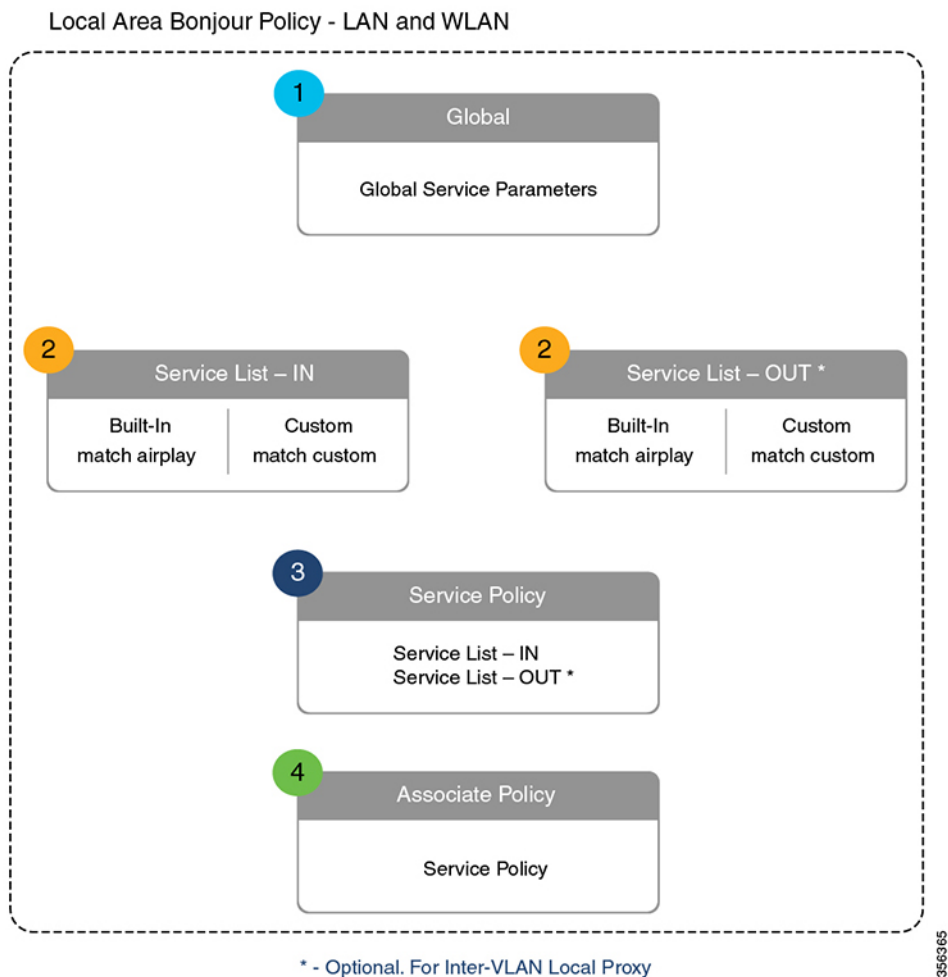 Local Area Bonjour Policy - LAN and WLAN
1
Global
Global Service Parameters
2
Service List – IN
Built-In
match airplay
Custom
match custom
2
Service List – OUT *
Built-In
match airplay
Custom
match custom
3
Service Policy
Service List – IN
Service List – OUT *
4
Associate Policy
Service Policy
* - Optional. For Inter-VLAN Local Proxy
356365